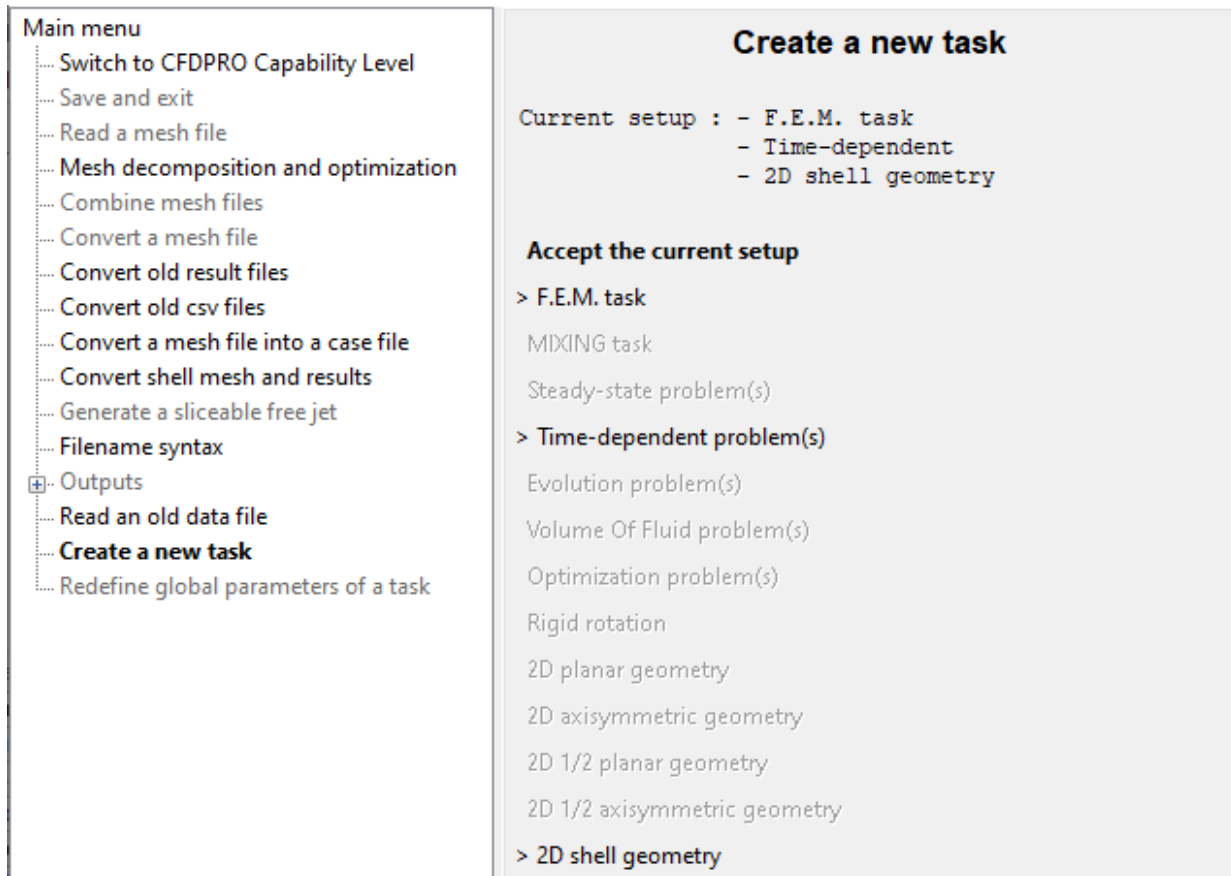 Main menu
Switch to CFDPRO Capability Level
Save and exit
Read a mesh file
Mesh decomposition and optimization
Combine mesh files
Convert a mesh file
Convert old result files
Convert old csv files
Convert a mesh file into a case file
Convert shell mesh and results
Generate a sliceable free jet
Filename syntax
Outputs
Read an old data file
Create a new task
Redefine global parameters of a task
Create a new task
Current setup : - F.E.M. task
- Time-dependent
- 2D shell geometry
Accept the current setup
> F.E.M. task
MIXING task
Steady-state problem(s)
> Time-dependent problem(s)
Evolution problem(s)
Volume Of Fluid problem(s)
Optimization problem(s)
Rigid rotation
2D planar geometry
2D axisymmetric geometry
2D 1/2 planar geometry
2D 1/2 axisymmetric geometry
> 2D shell geometry